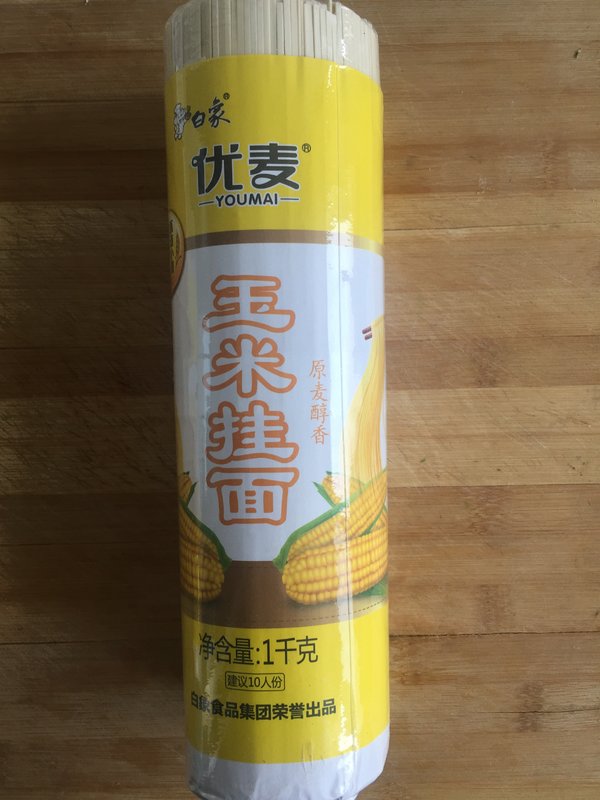 白象®
优麦®
YOUMAI
玉米挂面
原麦醇香
净含量:1千克
建议10人份
白象食品集团荣誉出品